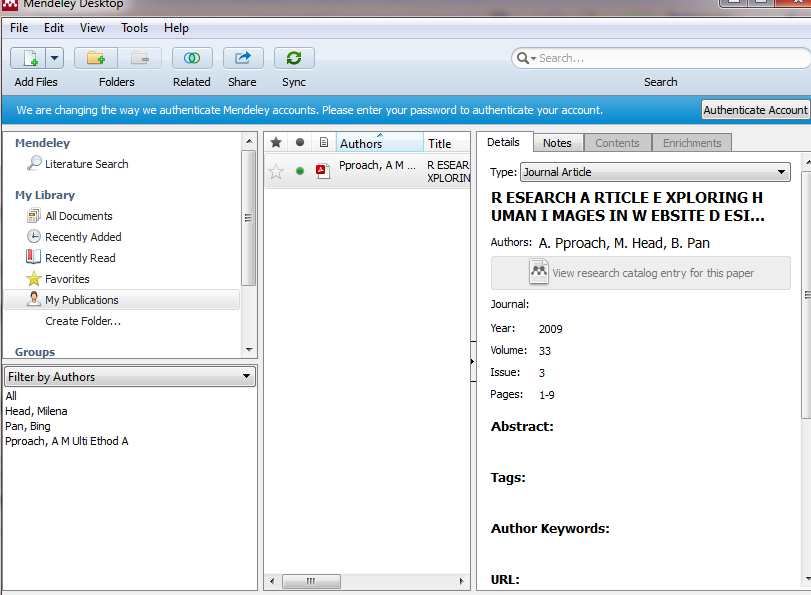 Mendeley Desktop
File Edit View Tools Help
Search...
Add Files Folders Related Share Sync Search
We are changing the way we authenticate Mendeley accounts. Please enter your password to authenticate your account. Authenticate Account
Mendeley
Literature Search
My Library
All Documents
Recently Added
Recently Read
Favorites
My Publications
Create Folder...
Groups
Filter by Authors
All
Head, Milena
Pan, Bing
Pproach, A M Ulti Ethod A
Authors Title
Pproach, A M ... R ESEAR
XPLORIN
Details Notes Contents Enrichments
Type: Journal Article
R ESEARCH A RTICLE E XPLORING H
UMAN I MAGES IN W EBSITE D ESI...
Authors: A. Pproach, M. Head, B. Pan
View research catalog entry for this paper
Journal:
Year: 2009
Volume: 33
Issue: 3
Pages: 1-9
Abstract:
Tags:
Author Keywords:
URL: